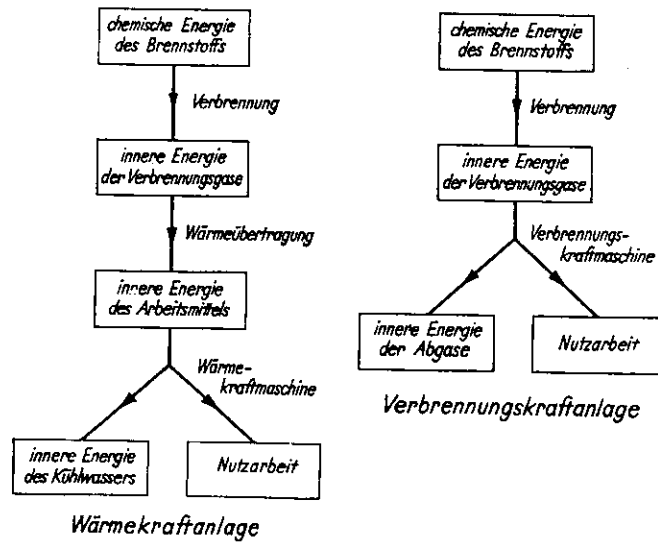 chemische Energie
des Brennstoffs
Verbrennung
innere Energie
der Verbrennungsgase
Wärmeübertragung
innere Energie
des Arbeitsmittels
Wärme-
kraftmaschine
innere Energie
des Kühlwassers
Nutzarbeit
Wärmekraftanlage
chemische Energie
des Brennstoffs
Verbrennung
innere Energie
der Verbrennungsgase
Verbrennungs-
kraftmaschine
innere Energie
der Abgase
Nutzarbeit
Verbrennungskraftanlage